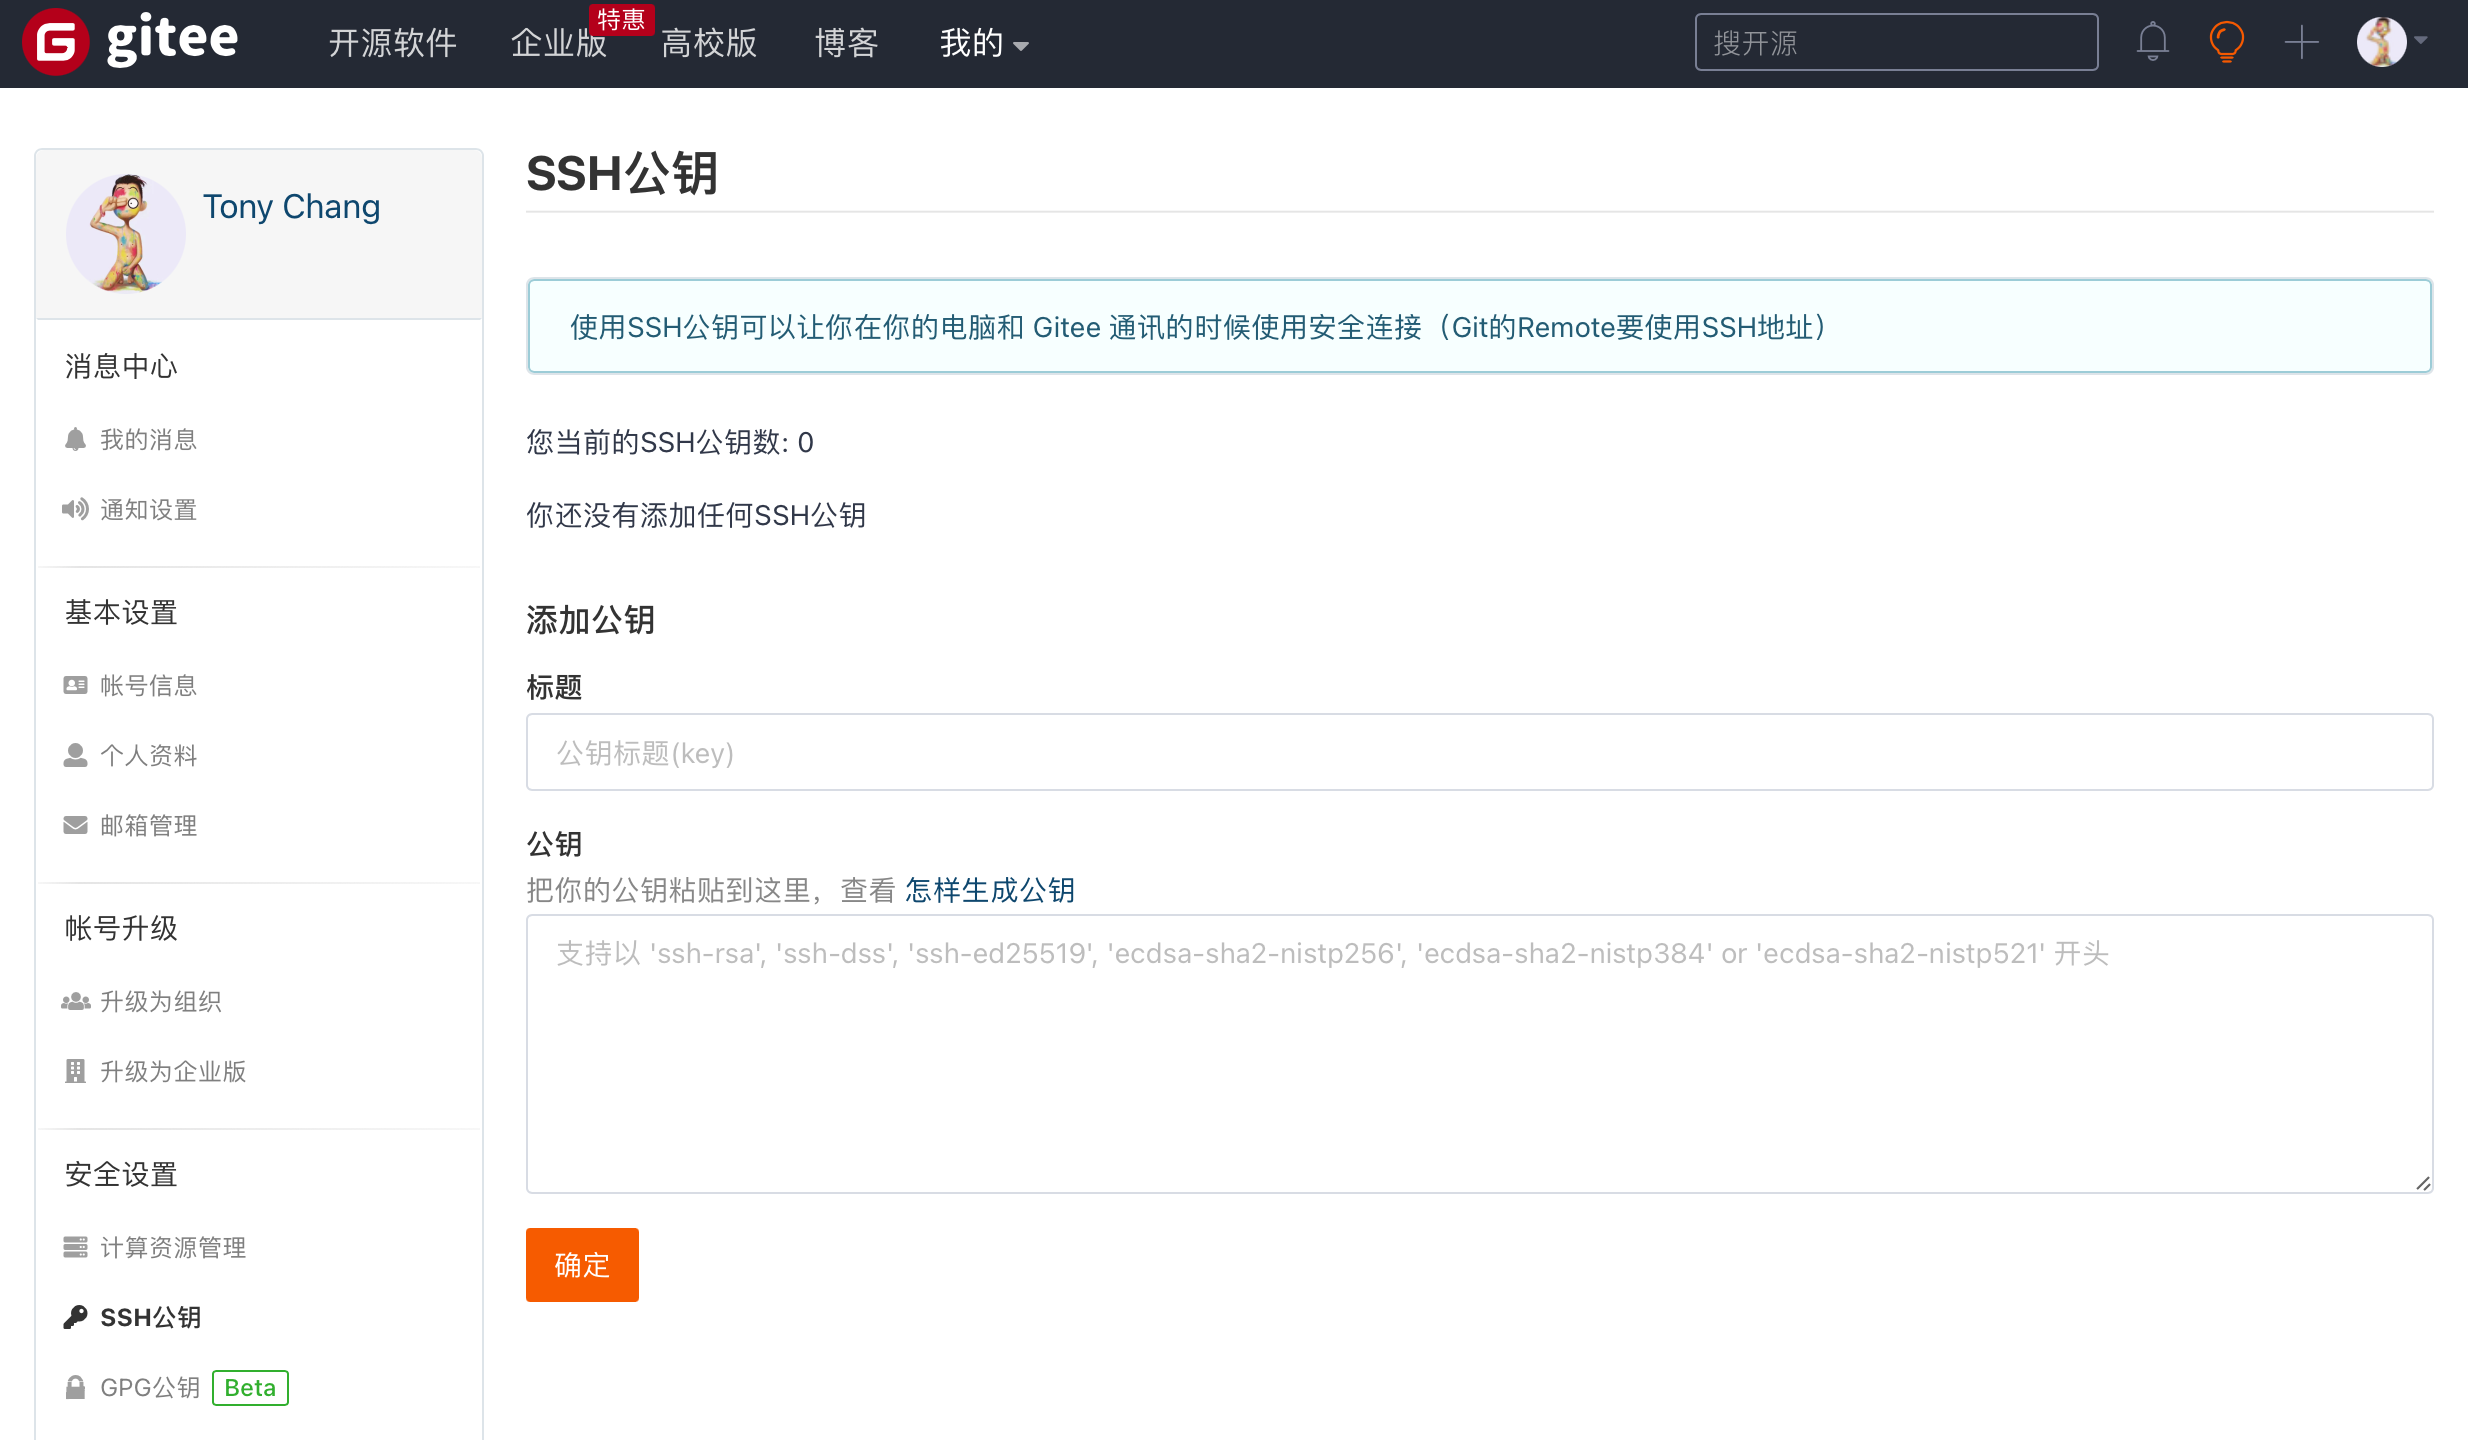 gitee
开源软件
企业版
特惠
高校版
博客
我的
搜开源
Tony Chang
消息中心
我的消息
通知设置
基本设置
帐号信息
个人资料
邮箱管理
帐号升级
升级为组织
升级为企业版
安全设置
计算资源管理
SSH公钥
GPG公钥 Beta
SSH公钥
使用SSH公钥可以让你在你的电脑和 Gitee 通讯的时候使用安全连接（Git的Remote要使用SSH地址）
您当前的SSH公钥数: 0
你还没有添加任何SSH公钥
添加公钥
标题
公钥标题(key)
公钥
把你的公钥粘贴到这里，查看 怎样生成公钥
支持以 'ssh-rsa', 'ssh-dss', 'ssh-ed25519', 'ecdsa-sha2-nistp256', 'ecdsa-sha2-nistp384' or 'ecdsa-sha2-nistp521' 开头
确定